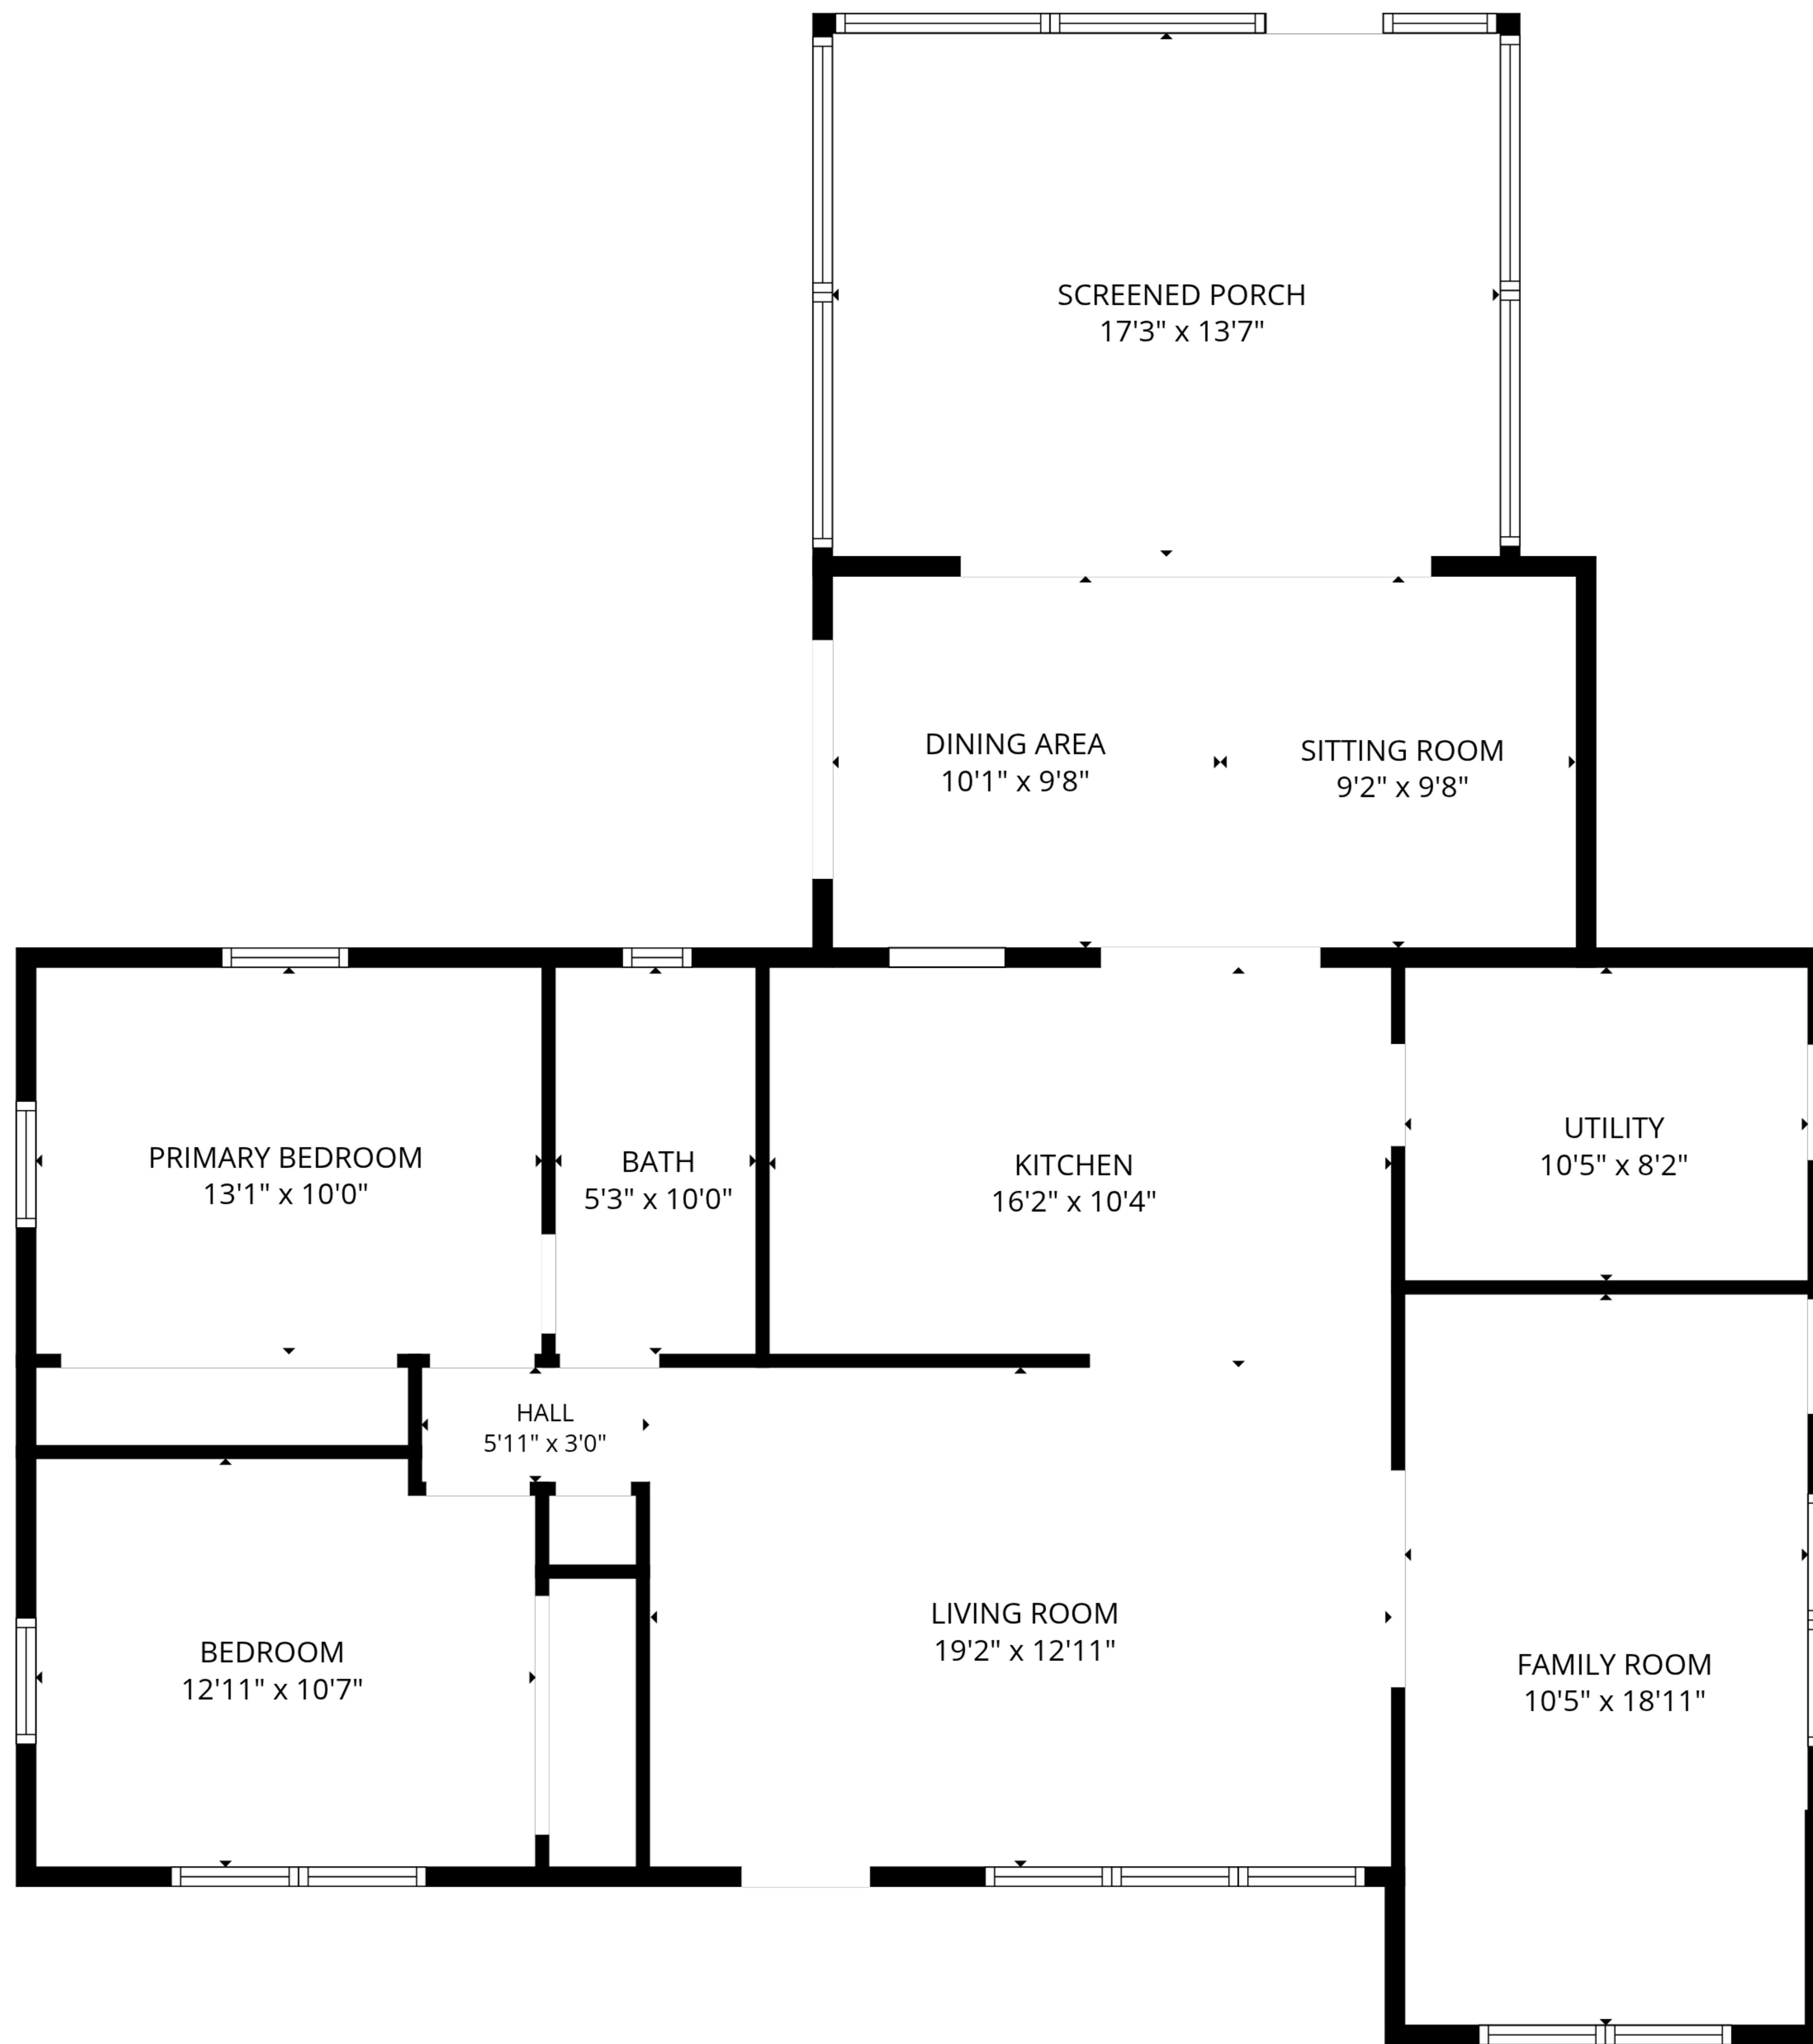 SCREENED PORCH
17'3" x 13'7"
DINING AREA
10'1" x 9'8"
SITTING ROOM
9'2" x 9'8"
PRIMARY BEDROOM
13'1" x 10'0"
BATH
5'3" x 10'0"
KITCHEN
16'2" x 10'4"
UTILITY
10'5" x 8'2"
HALL
5'11" x 3'0"
BEDROOM
12'11" x 10'7"
LIVING ROOM
19'2" x 12'11"
FAMILY ROOM
10'5" x 18'11"